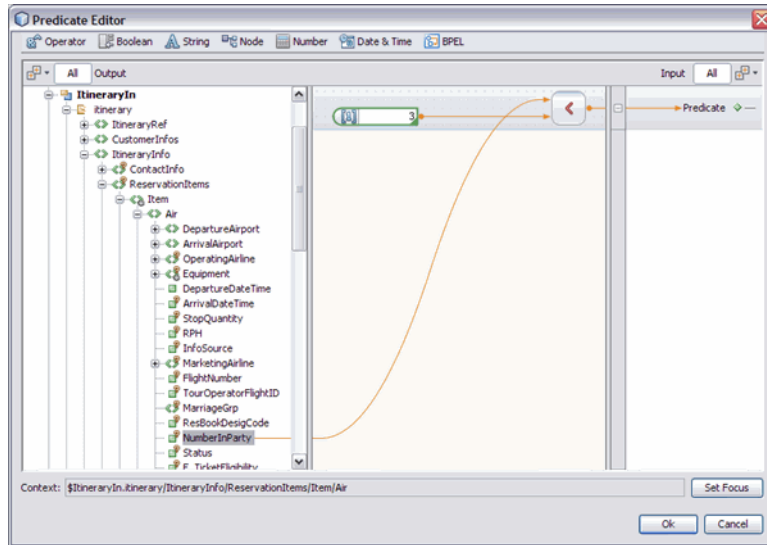 Predicate Editor
Operator Boolean String Node Number Date & Time BPEL
All Output Input All
ItineraryIn
itinerary
ItineraryRef
CustomerInfos
ItineraryInfo
ContactInfo
ReservationItems
Item
Air
DepartureAirport
ArrivalAirport
OperatingAirline
Equipment
DepartureDateTime
ArrivalDateTime
StopQuantity
RPH
InfoSource
MarketingAirline
FlightNumber
TourOperatorFlightID
MarriageGrp
ResBookDesigCode
NumberInParty
Status
E_TicketEligibility
3
<
Predicate
Context: $ItineraryIn.itinerary/ItineraryInfo/ReservationItems/Item/Air Set Focus
Ok Cancel